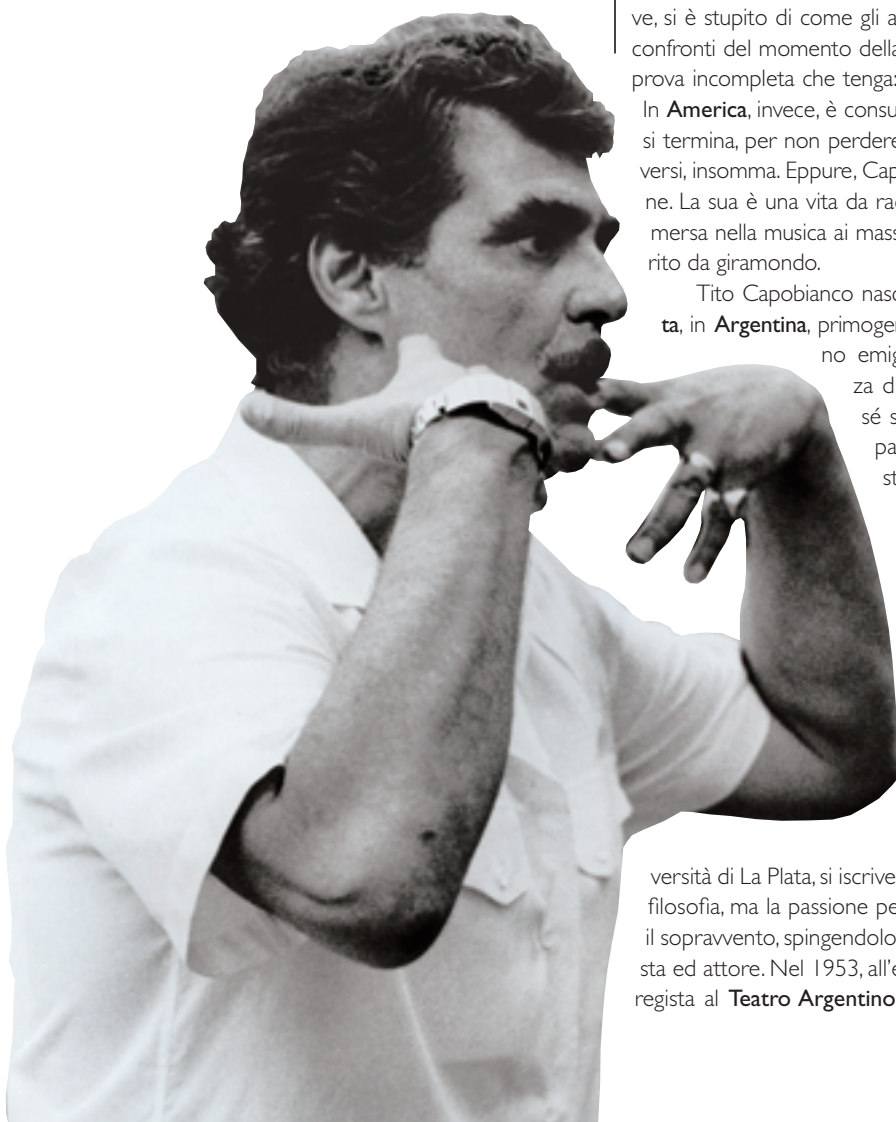 ve, si è stupito di come gli a
confronti del momento della
prova incompleta che tenga:
In America, invece, è consu
si termina, per non perdere
versi, insomma. Eppure, Cap
ne. La sua è una vita da ra
mersa nella musica ai mass
rito da giramondo.
Tito Capobianco nasc
ta, in Argentina, primoger
no emig
za d
sé s
pa
st
versità di La Plata, si iscrive
filosofia, ma la passione pe
il sopravvento, spingendolo
sta ed attore. Nel 1953, all'e
regista al Teatro Argentino